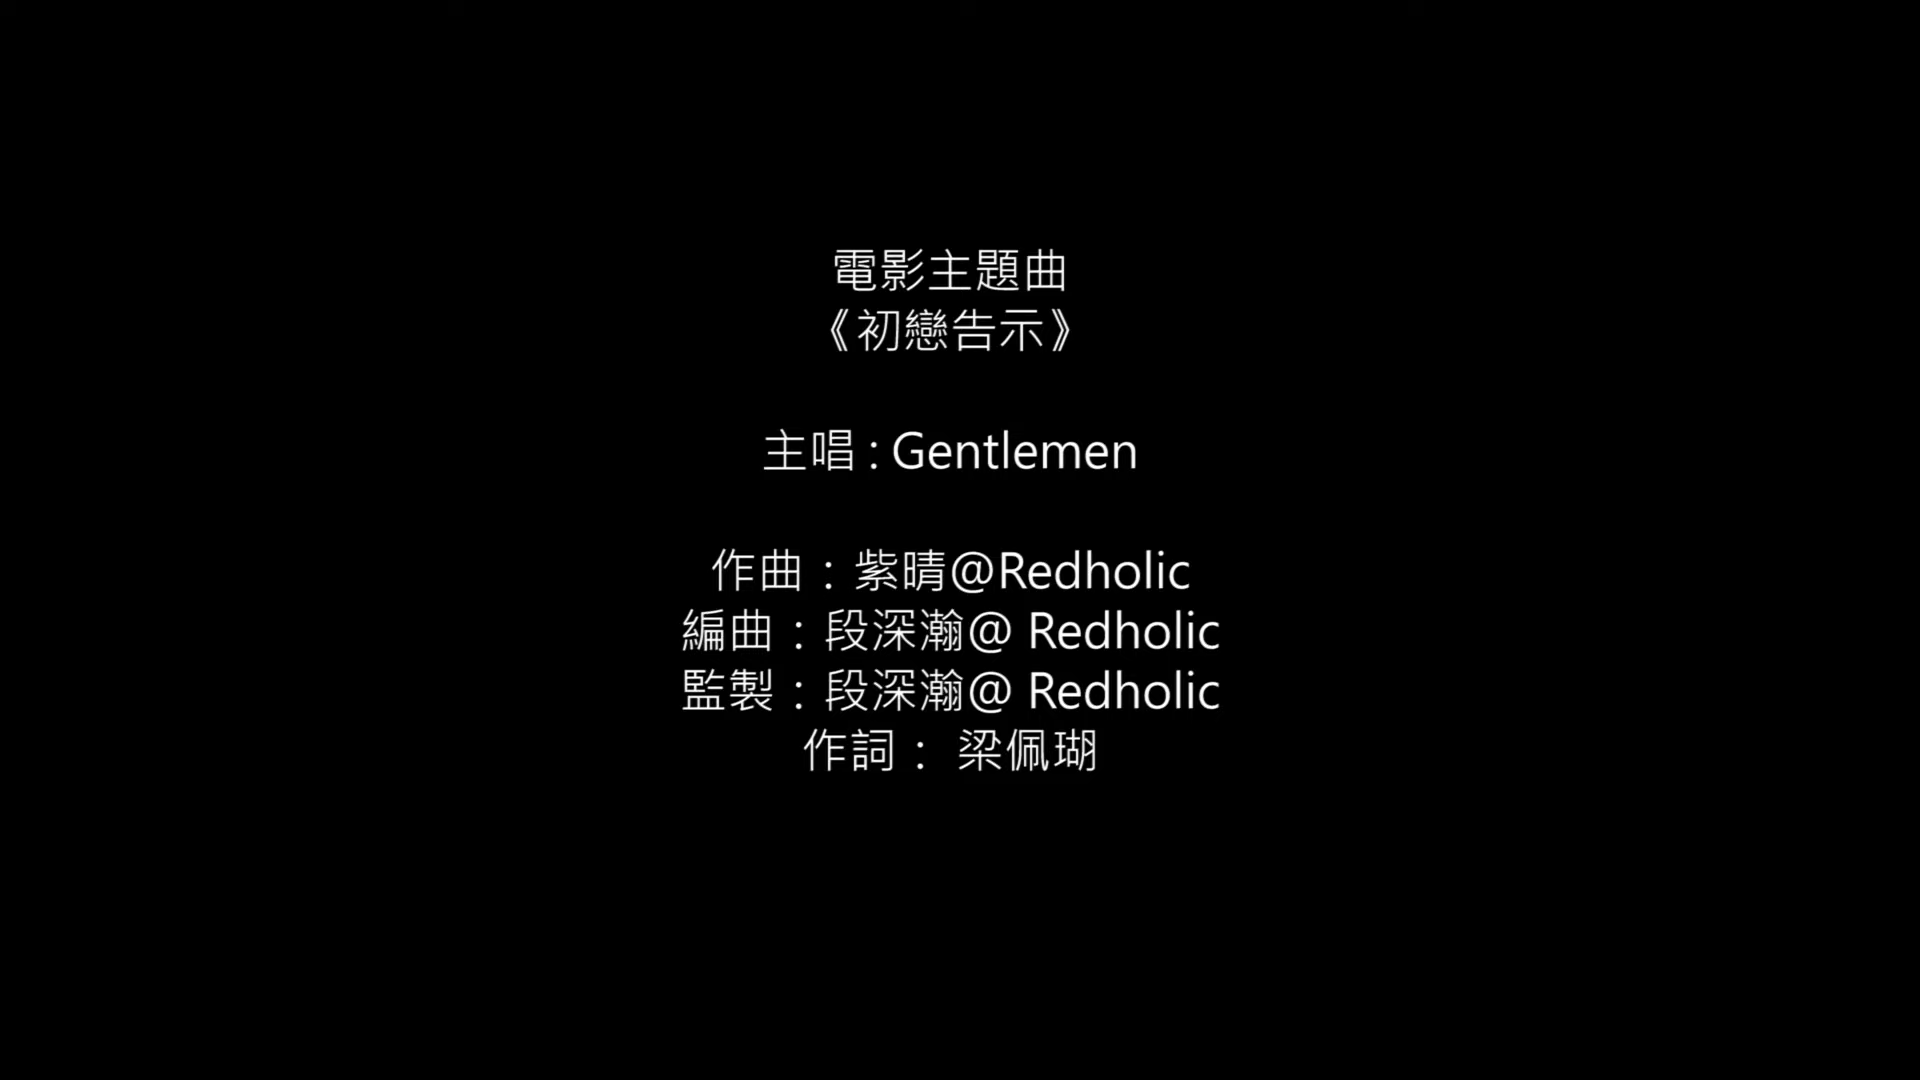 電影主題曲
《初戀告示》
主唱 : Gentlemen
作曲：紫晴@Redholic
編曲：段深瀚@ Redholic
監製：段深瀚@ Redholic
作詞： 梁佩瑚